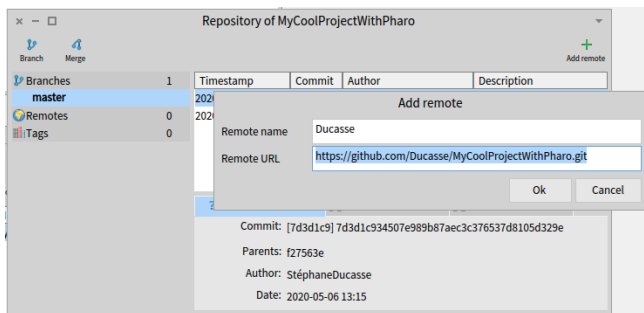 Repository of MyCoolProjectWithPharo
Branch Merge Add remote
Branches 1
master
Remotes 0
Tags 0
Timestamp Commit Author Description
202
202
Add remote
Remote name Ducasse
Remote URL https://github.com/Ducasse/MyCoolProjectWithPharo.git
Ok Cancel
Commit: [7d3d1c9] 7d3d1c934507e989b87aec3c376537d8105d329e
Parents: f27563e
Author: StéphaneDucasse
Date: 2020-05-06 13:15